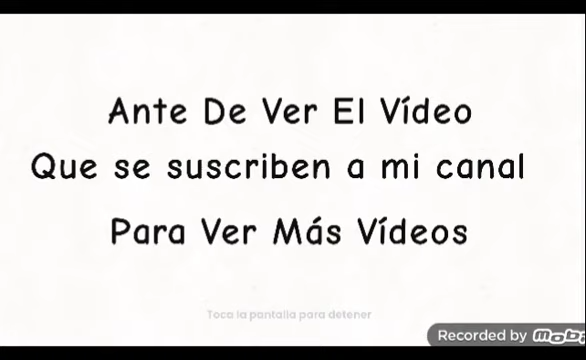 Ante De Ver El Vídeo
Que se suscriben a mi canal
Para Ver Más Vídeos
Toca la pantalla para detener
Recorded by